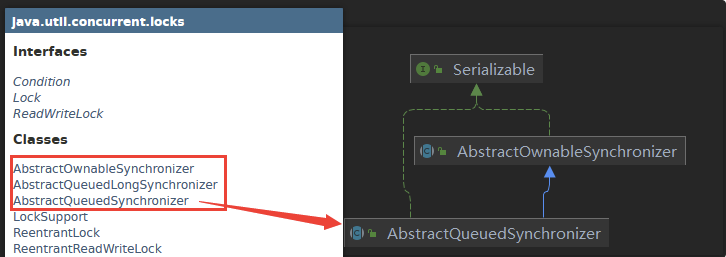 java.util.concurrent.locks
Interfaces
Condition
Lock
ReadWriteLock
Classes
AbstractOwnableSynchronizer
AbstractQueuedLongSynchronizer
AbstractQueuedSynchronizer
LockSupport
ReentrantLock
ReentrantReadWriteLock
I Serializable
C AbstractOwnableSynchronizer
C AbstractQueuedSynchronizer